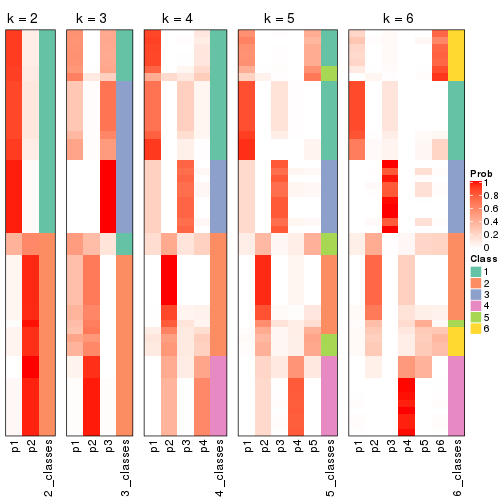 k = 2
k = 3
k = 4
k = 5
k = 6
p1
p2
2_classes
p1
p2
p3
3_classes
p1
p2
p3
p4
4_classes
p1
p2
p3
p4
p5
5_classes
p1
p2
p3
p4
p5
p6
6_classes
Prob
1
0.8
0.6
0.4
0.2
0
Class
1
2
3
4
5
6